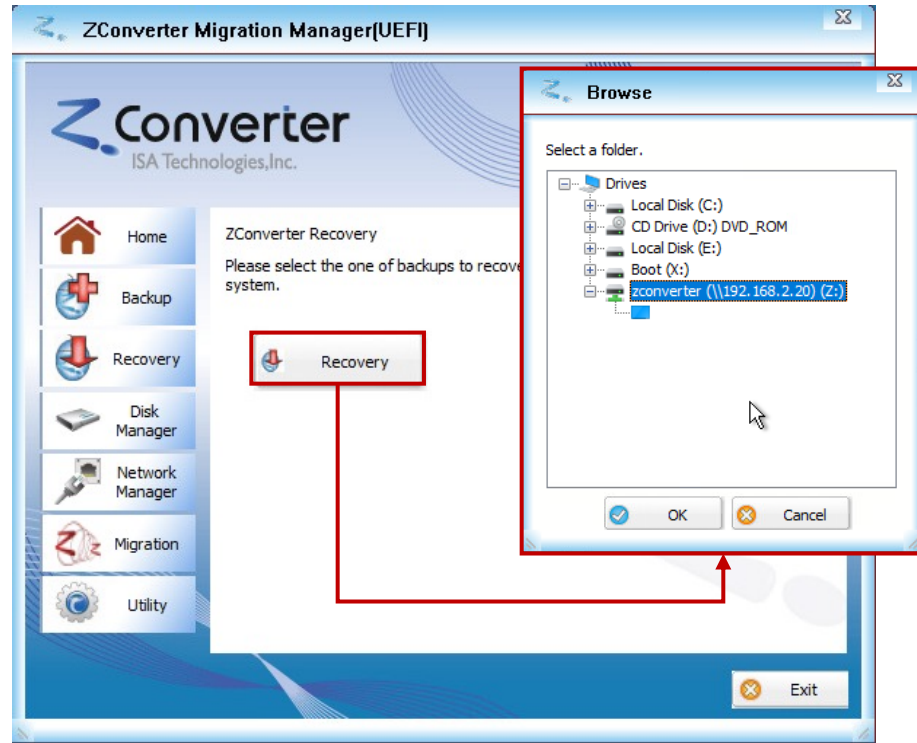 ZConverter Migration Manager(UEFI)
ZConverter
ISA Technologies,Inc.
Home
Backup
Recovery
Disk
Manager
Network
Manager
Migration
Utility
ZConverter Recovery
Please select the one of backups to recove
system.
Recovery
Exit
Browse
Select a folder.
Drives
Local Disk (C:)
CD Drive (D:) DVD_ROM
Local Disk (E:)
Boot (X:)
zconverter (\\192.168.2.20) (Z:)
OK
Cancel